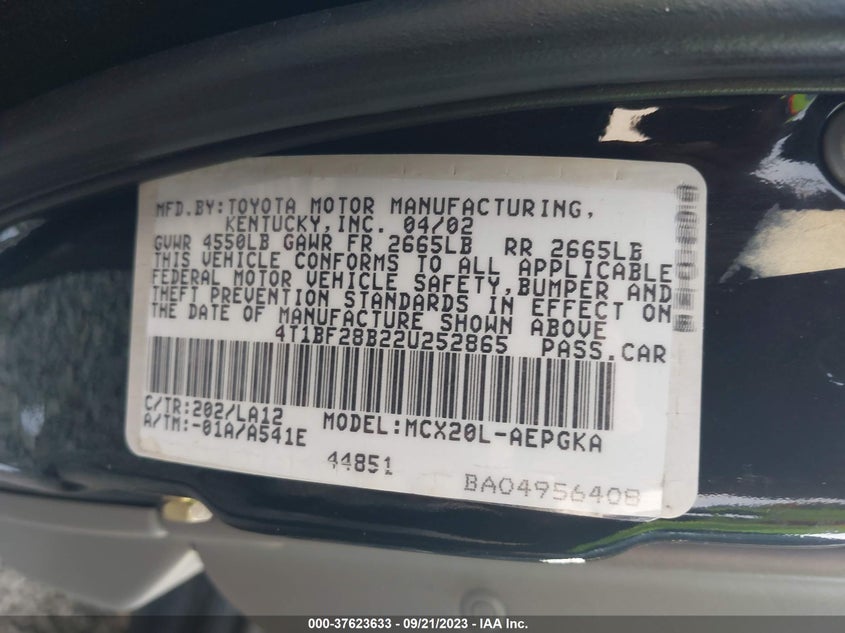 MFD.BY:TOYOTA MOTOR MANUFACTURING,
KENTUCKY,INC. 04/02
GVWR 4550LB GAWR FR 2665LB RR 2665LB
THIS VEHICLE CONFORMS TO ALL APPLICABLE
FEDERAL MOTOR VEHICLE SAFETY,BUMPER AND
THEFT PREVENTION STANDARDS IN EFFECT ON
THE DATE OF MANUFACTURE SHOWN ABOVE
4T1BF28B22U252865 PASS.CAR
C/TR:202/LA12 MODEL:MCX20L-AEPGKA
A/TM:-01A/A541E
44851
BA04956408
000-37623633 - 09/21/2023 - IAA Inc.